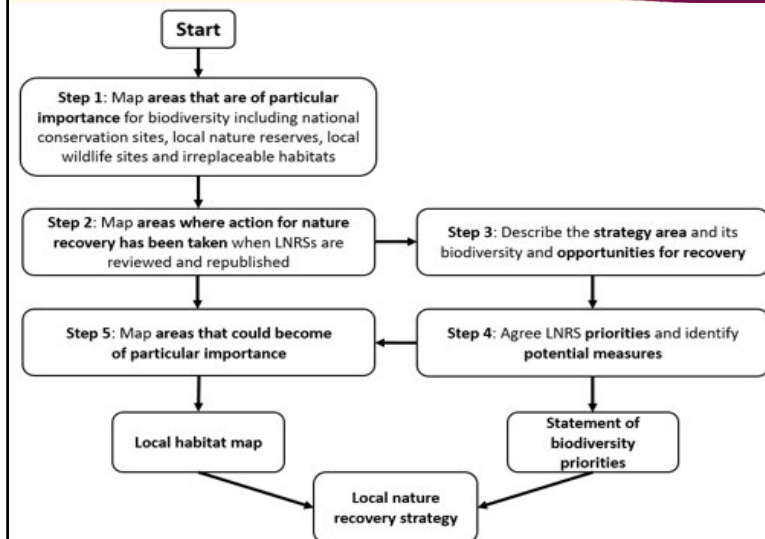 Start
Step 1: Map areas that are of particular
importance for biodiversity including national
conservation sites, local nature reserves, local
wildlife sites and irreplaceable habitats
Step 2: Map areas where action for nature
recovery has been taken when LNRSs are
reviewed and republished
Step 3: Describe the strategy area and its
biodiversity and opportunities for recovery
Step 5: Map areas that could become
of particular importance
Step 4: Agree LNRS priorities and identify
potential measures
Local habitat map
Statement of
biodiversity
priorities
Local nature
recovery strategy